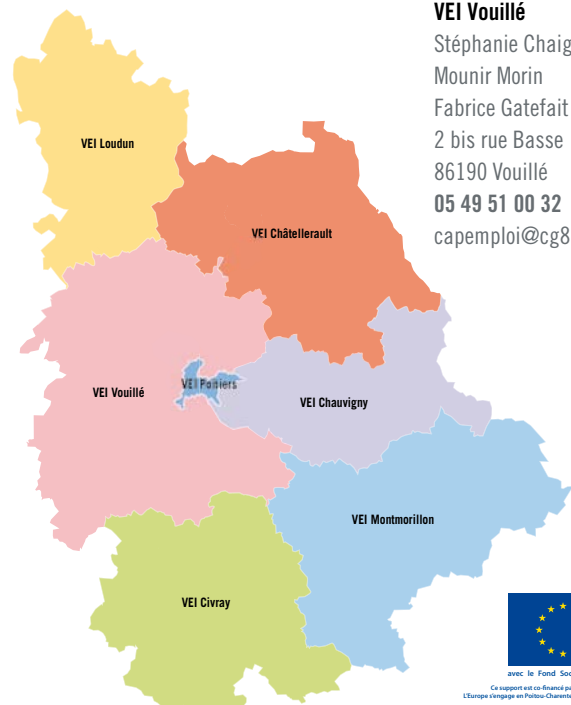 VEI Vouillé
Stéphanie Chaig
Mounir Morin
Fabrice Gatefait
2 bis rue Basse
86190 Vouillé
05 49 51 00 32
capemploi@cg8
VEI Loudun
VEI Châtellerault
VEI Vouillé
VEI Poitiers
VEI Chauvigny
VEI Montmorillon
VEI Civray
avec le Fond Soc
Ce support est co-financé pa
L'Europe s'engage en Poitou-Charent